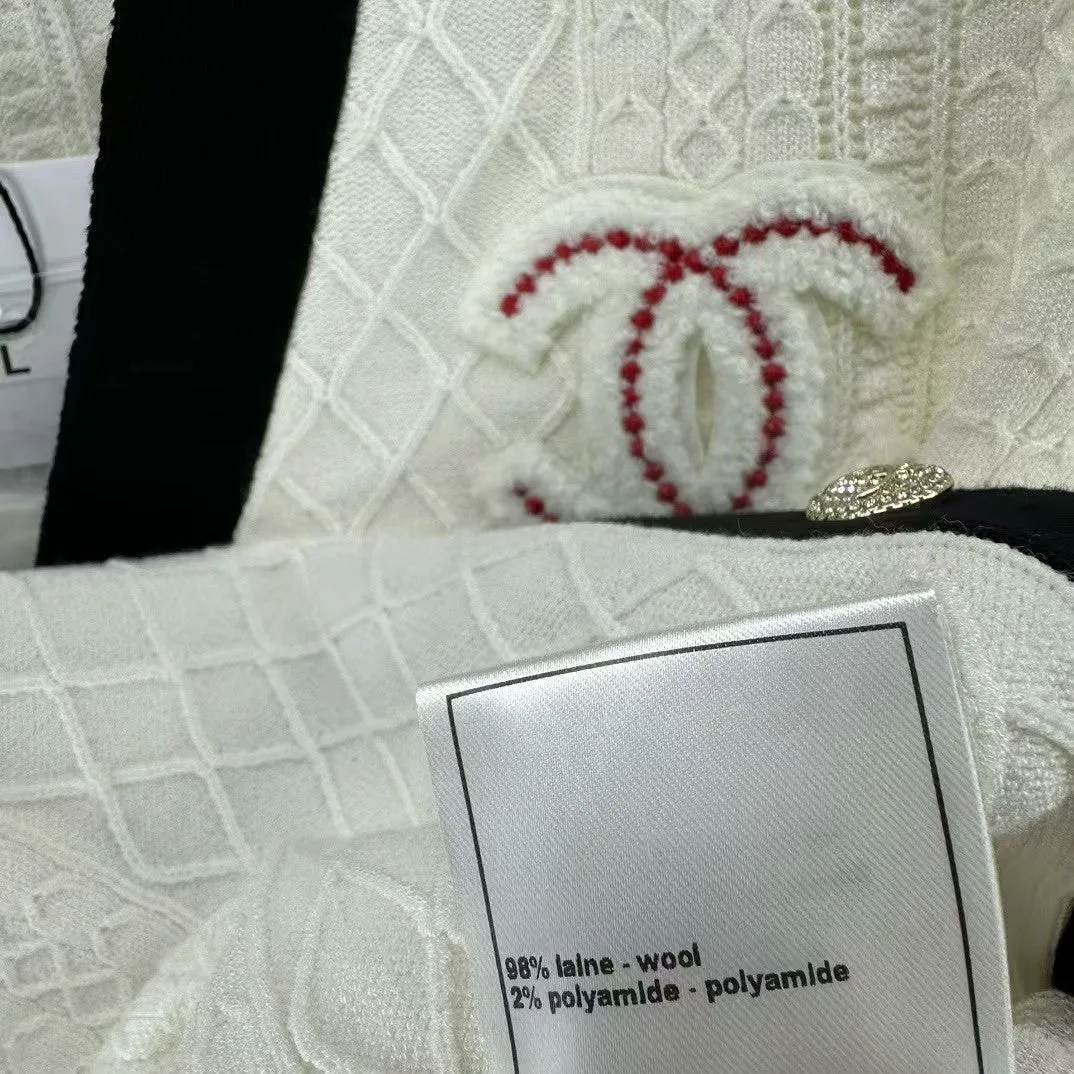 L
98% laine - wool
2% polyamide - polyamide